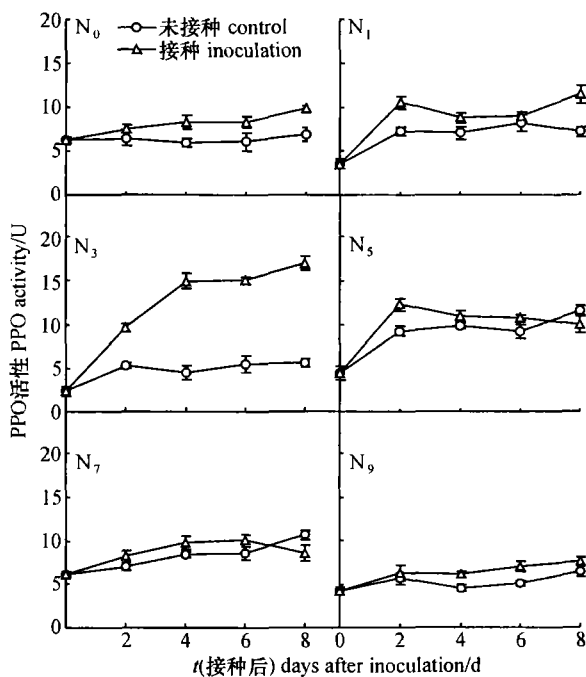 N₀
未接种 control
接种 inoculation
N₁
20
15
10
5
0
N₃
N₅
20
15
10
5
0
N₇
N₉
20
15
10
5
0
2 4 6 8 0 2 4 6 8
PPO活性 PPO activity/U
t(接种后) days after inoculation/d